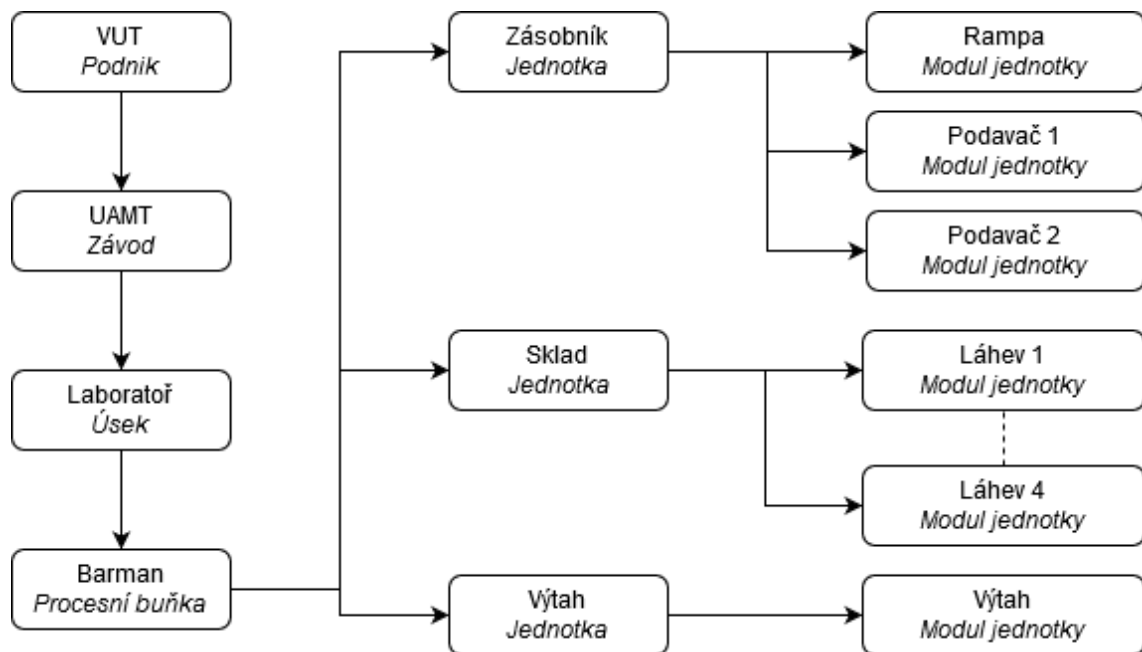 VUT
Podnik
UAMT
Závod
Laboratoř
Úsek
Barman
Procesní buňka
Zásobník
Jednotka
Sklad
Jednotka
Výtah
Jednotka
Rampa
Modul jednotky
Podavač 1
Modul jednotky
Podavač 2
Modul jednotky
Láhev 1
Modul jednotky
Láhev 4
Modul jednotky
Výtah
Modul jednotky